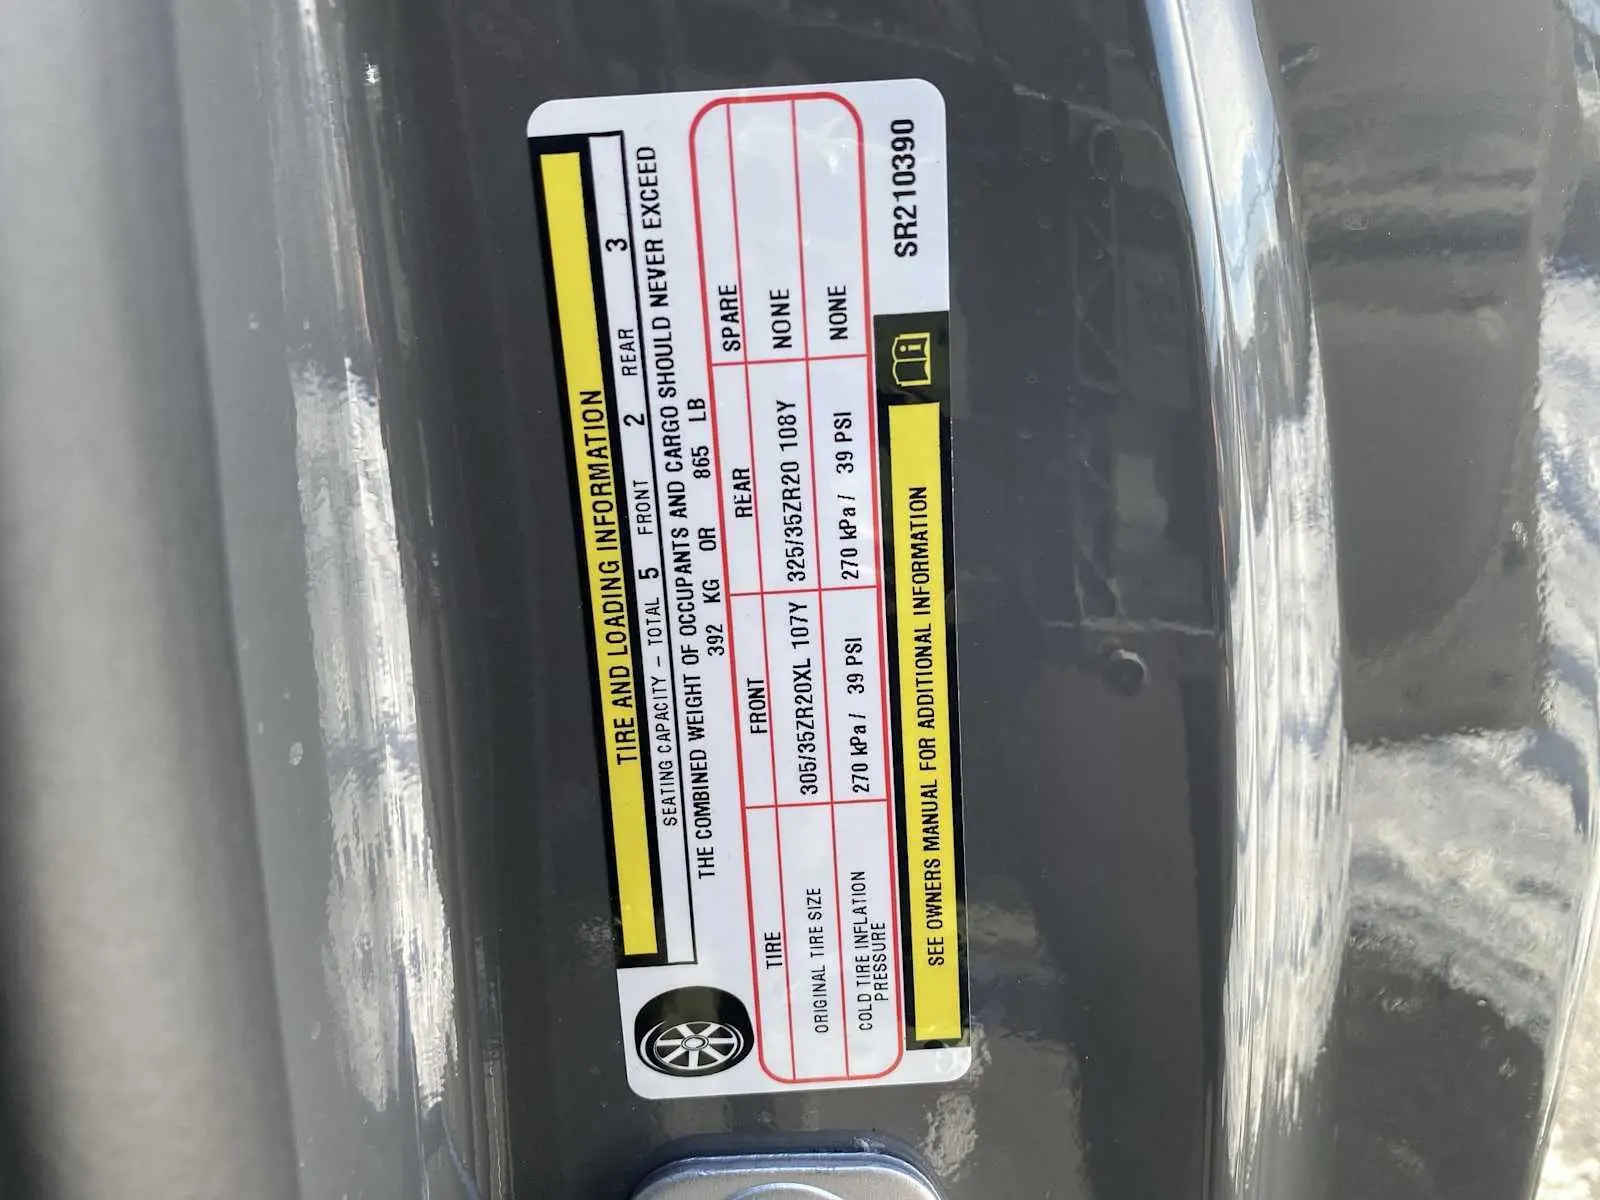 TIRE AND LOADING INFORMATION
SEATING CAPACITY - TOTAL 5 FRONT 2 REAR 3
THE COMBINED WEIGHT OF OCCUPANTS AND CARGO SHOULD NEVER EXCEED
392 KG OR 865 LB
TIRE FRONT REAR SPARE
ORIGINAL TIRE SIZE 305/35ZR20XL 107Y 325/35ZR20 108Y NONE
COLD TIRE INFLATION
PRESSURE 270 kPa / 39 PSI 270 kPa / 39 PSI NONE
SEE OWNERS MANUAL FOR ADDITIONAL INFORMATION
SR210390